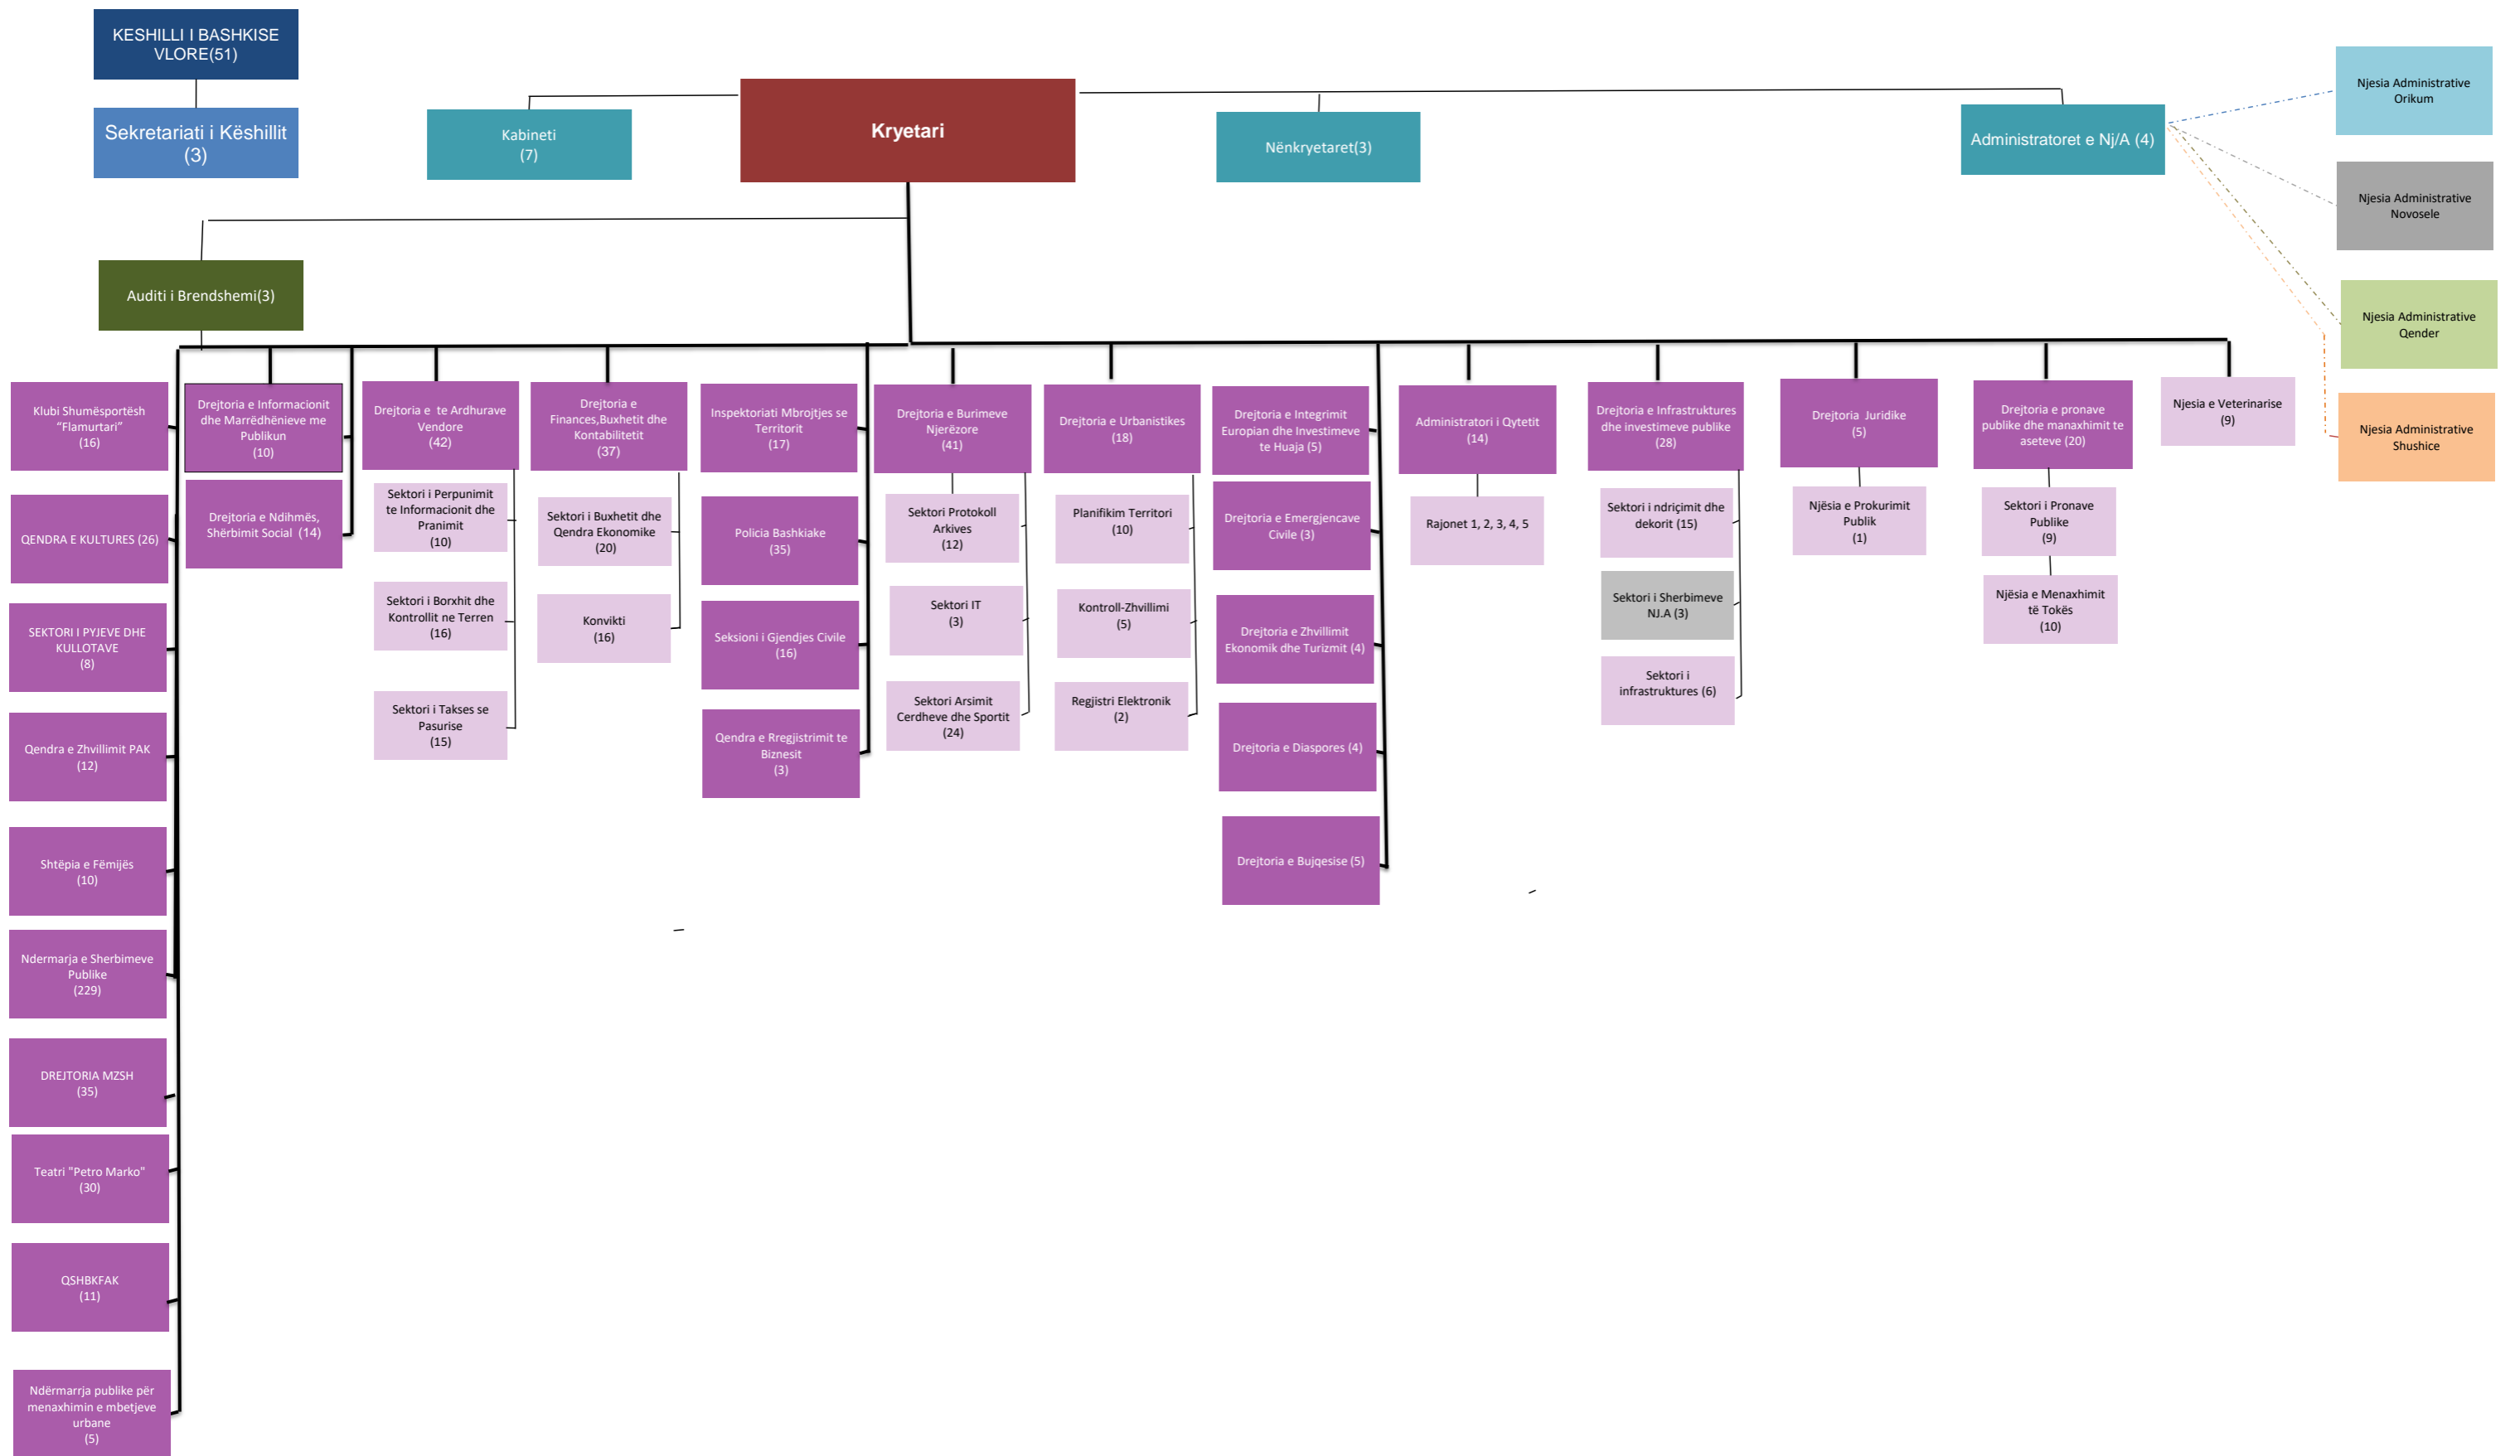 KESHILLI I BASHKISE
VLORE(51)
Sekretariati i Këshillit
(3)
Kabineti
(7)
Kryetari
Nënkryetaret(3)
Administratoret e Nj/A (4)
Njesia Administrative
Orikum
Njesia Administrative
Novosele
Njesia Administrative
Qender
Njesia Administrative
Shushice
Auditi i Brendshemi(3)
Klubi Shumësportësh
“Flamurtari”
(16)
QENDRA E KULTURES (26)
SEKTORI I PYJEVE DHE
KULLOTAVE
(8)
Qendra e Zhvillimit PAK
(12)
Shtëpia e Fëmijës
(10)
Ndermarja e Sherbimeve
Publike
(229)
DREJTORIA MZSH
(35)
Teatri "Petro Marko"
(30)
QSHBKFAK
(11)
Ndërmarrja publike për
menaxhimin e mbetjeve
urbane
(5)
Drejtoria e Informacionit
dhe Marrëdhënieve me
Publikun
(10)
Drejtoria e Ndihmës,
Shërbimit Social (14)
Drejtoria e te Ardhurave
Vendore
(42)
Sektori i Perpunimit
te Informacionit dhe
Pranimit
(10)
Sektori i Borxhit dhe
Kontrollit ne Terren
(16)
Sektori i Takses se
Pasurise
(15)
Drejtoria e
Finances,Buxhetit dhe
Kontabilitetit
(37)
Sektori i Buxhetit dhe
Qendra Ekonomike
(20)
Konvikti
(16)
Inspektoriati Mbrojtjes se
Territorit
(17)
Policia Bashkiake
(35)
Seksioni i Gjendjes Civile
(16)
Qendra e Rregjistrimit te
Biznesit
(3)
Drejtoria e Burimeve
Njerëzore
(41)
Sektori Protokoll
Arkives
(12)
Sektori IT
(3)
Sektori Arsimit
Cerdheve dhe Sportit
(24)
Drejtoria e Urbanistikes
(18)
Planifikim Territori
(10)
Kontroll-Zhvillimi
(5)
Regjistri Elektronik
(2)
Drejtoria e Integrimit
Europian dhe Investimeve
te Huaja (5)
Drejtoria e Emergjencave
Civile (3)
Drejtoria e Zhvillimit
Ekonomik dhe Turizmit (4)
Drejtoria e Diaspores (4)
Drejtoria e Bujqesise (5)
Administratori i Qytetit
(14)
Rajonet 1, 2, 3, 4, 5
Drejtoria e Infrastruktures
dhe investimeve publike
(28)
Sektori i ndriçimit dhe
dekorit (15)
Sektori i Sherbimeve
NJ.A (3)
Sektori i
infrastruktures (6)
Drejtoria Juridike
(5)
Njësia e Prokurimit
Publik
(1)
Drejtoria e pronave
publike dhe manaxhimit te
aseteve (20)
Sektori i Pronave
Publike
(9)
Njësia e Menaxhimit
të Tokës
(10)
Njesia e Veterinarise
(9)